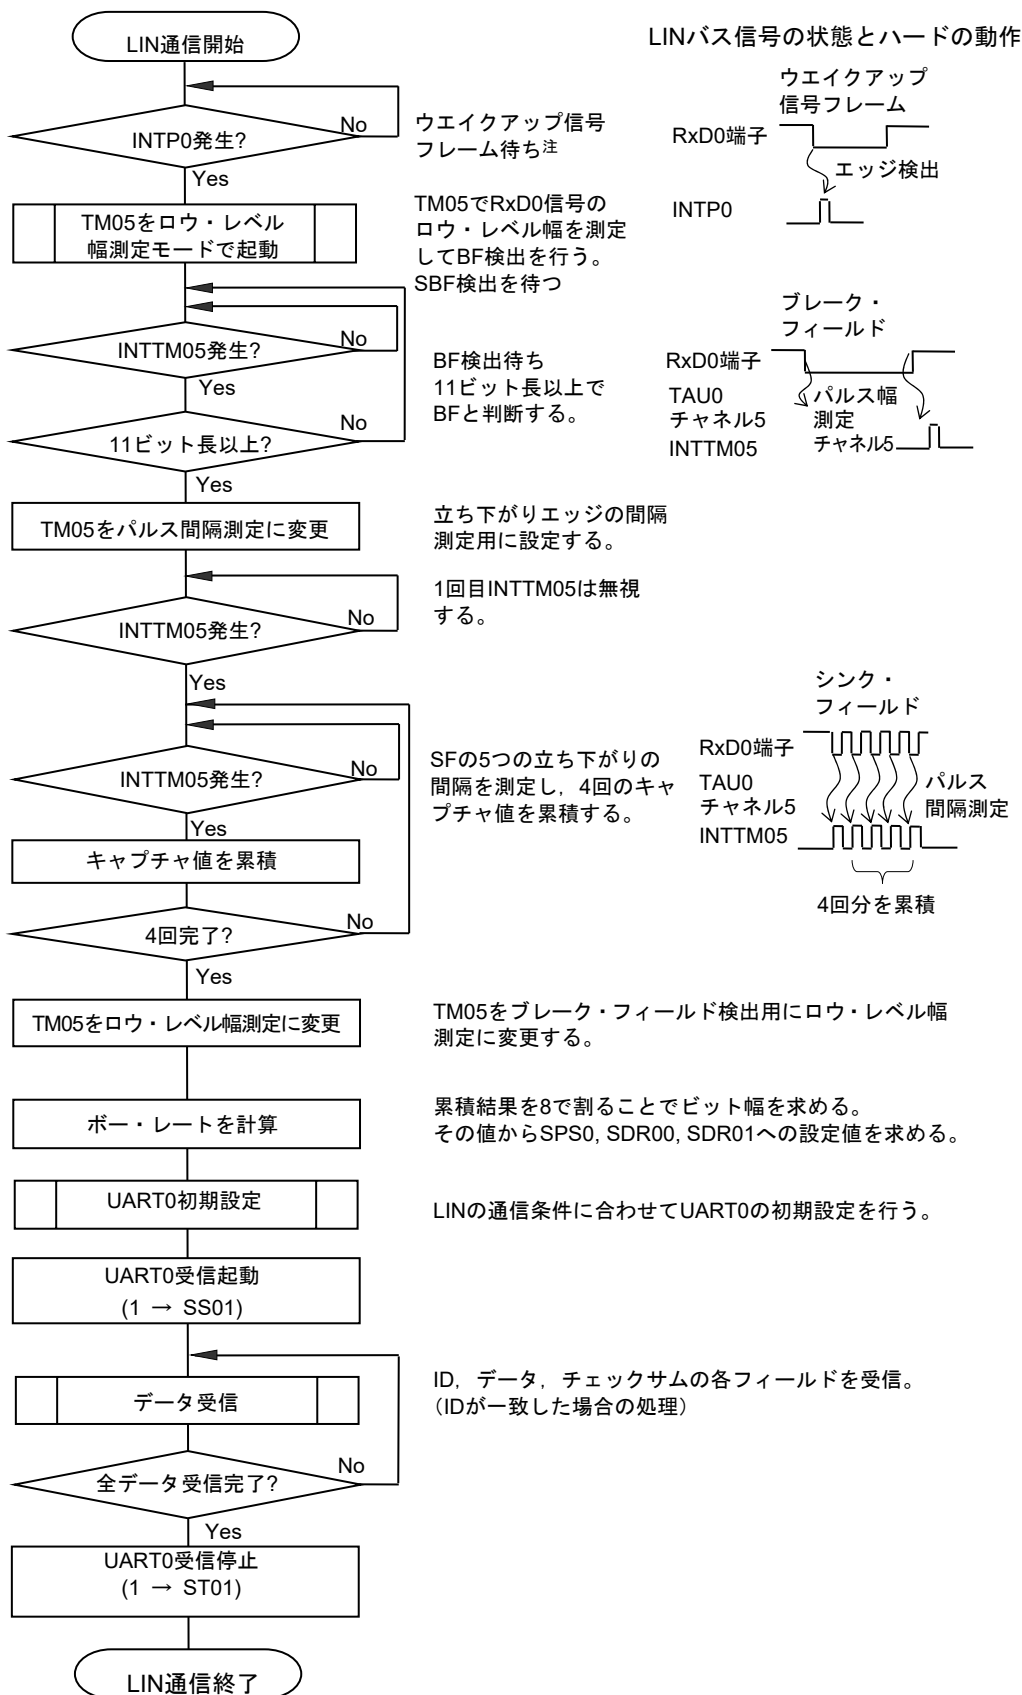 LIN通信開始
LINバス信号の状態とハードの動作
INTP0発生?
No
Yes
ウエイクアップ信号
フレーム待ち注
ウエイクアップ
信号フレーム
RxD0端子
エッジ検出
INTP0
TM05をロウ・レベル
幅測定モードで起動
TM05でRxD0信号の
ロウ・レベル幅を測定
してBF検出を行う。
SBF検出を待つ
INTTM05発生?
No
Yes
BF検出待ち
11ビット長以上で
BFと判断する。
11ビット長以上?
No
Yes
ブレーク・
フィールド
RxD0端子
TAU0
チャネル5
INTTM05
パルス幅
測定
チャネル5
TM05をパルス間隔測定に変更
立ち下がりエッジの間隔
測定用に設定する。
INTTM05発生?
No
Yes
1回目INTTM05は無視
する。
INTTM05発生?
No
Yes
SFの5つの立ち下がりの
間隔を測定し，4回のキャ
プチャ値を累積する。
シンク・
フィールド
RxD0端子
TAU0
チャネル5
INTTM05
パルス
間隔測定
4回分を累積
キャプチャ値を累積
4回完了?
No
Yes
TM05をロウ・レベル幅測定に変更
TM05をブレーク・フィールド検出用にロウ・レベル幅
測定に変更する。
ボー・レートを計算
累積結果を8で割ることでビット幅を求める。
その値からSPS0, SDR00, SDR01への設定値を求める。
UART0初期設定
LINの通信条件に合わせてUART0の初期設定を行う。
UART0受信起動
(1 → SS01)
データ受信
ID，データ，チェックサムの各フィールドを受信。
（IDが一致した場合の処理）
全データ受信完了?
No
Yes
UART0受信停止
(1 → ST01)
LIN通信終了